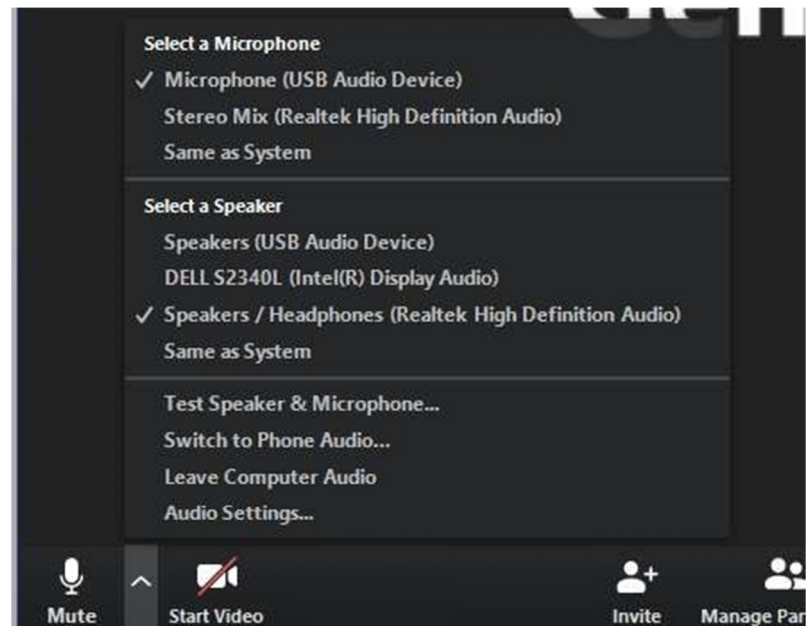 Select a Microphone
✓ Microphone (USB Audio Device)
Stereo Mix (Realtek High Definition Audio)
Same as System
Select a Speaker
Speakers (USB Audio Device)
DELL S2340L (Intel(R) Display Audio)
✓ Speakers / Headphones (Realtek High Definition Audio)
Same as System
Test Speaker & Microphone...
Switch to Phone Audio...
Leave Computer Audio
Audio Settings...
Mute Start Video Invite Manage Par